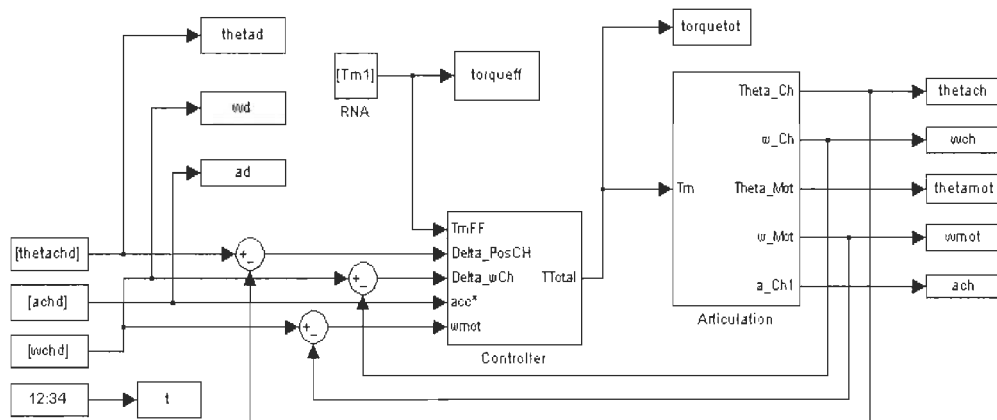 thetad
torquetot
[Tm1]
torqueff
RNA
wd
ad
Theta_Ch
w_Ch
Tm
Theta_Mot
w_Mot
a_Ch1
Articulation
thetach
wch
thetamot
wmot
ach
[thetachd]
[achd]
[wchd]
12:34
t
+
-
+
-
+
-
TmFF
Delta_PosCH
Delta_wCh
TTotal
acc*
wmot
Controller